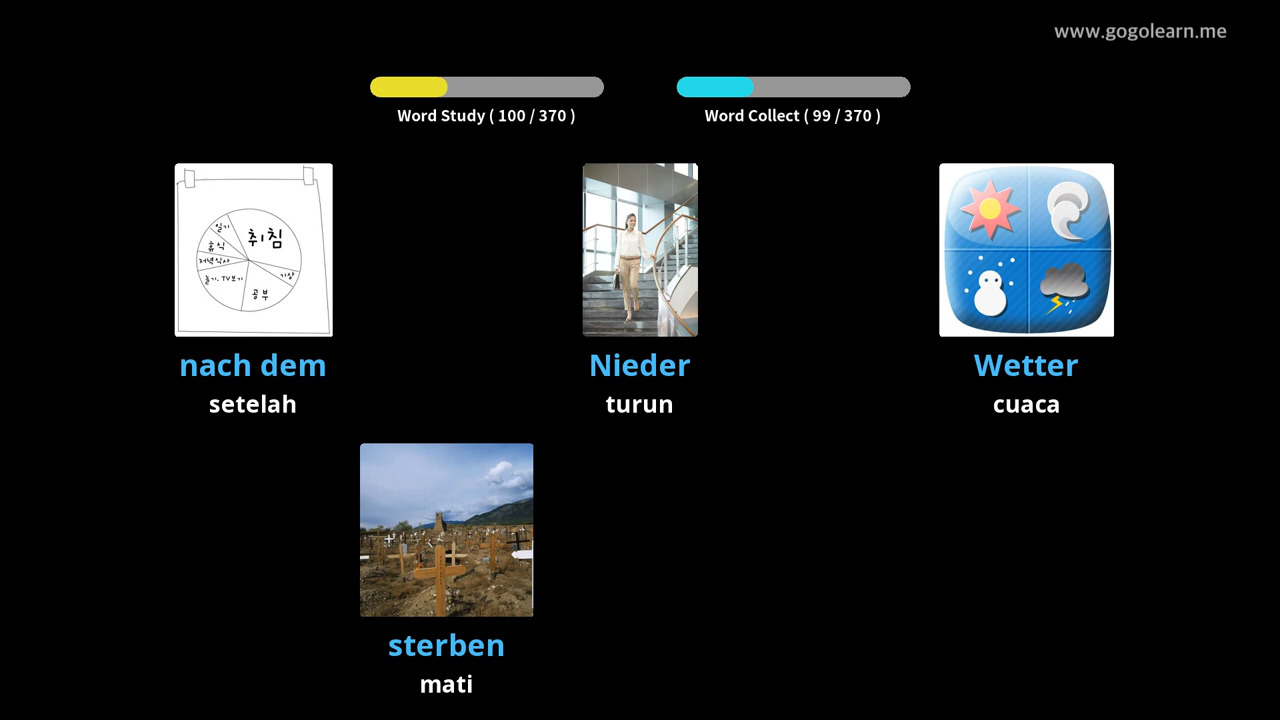 www.gogolearn.me
Word Study ( 100 / 370 )
Word Collect ( 99 / 370 )
일기
취침
휴식
저녁식사
기상
놀기, TV보기
공부
nach dem
setelah
Nieder
turun
Wetter
cuaca
sterben
mati